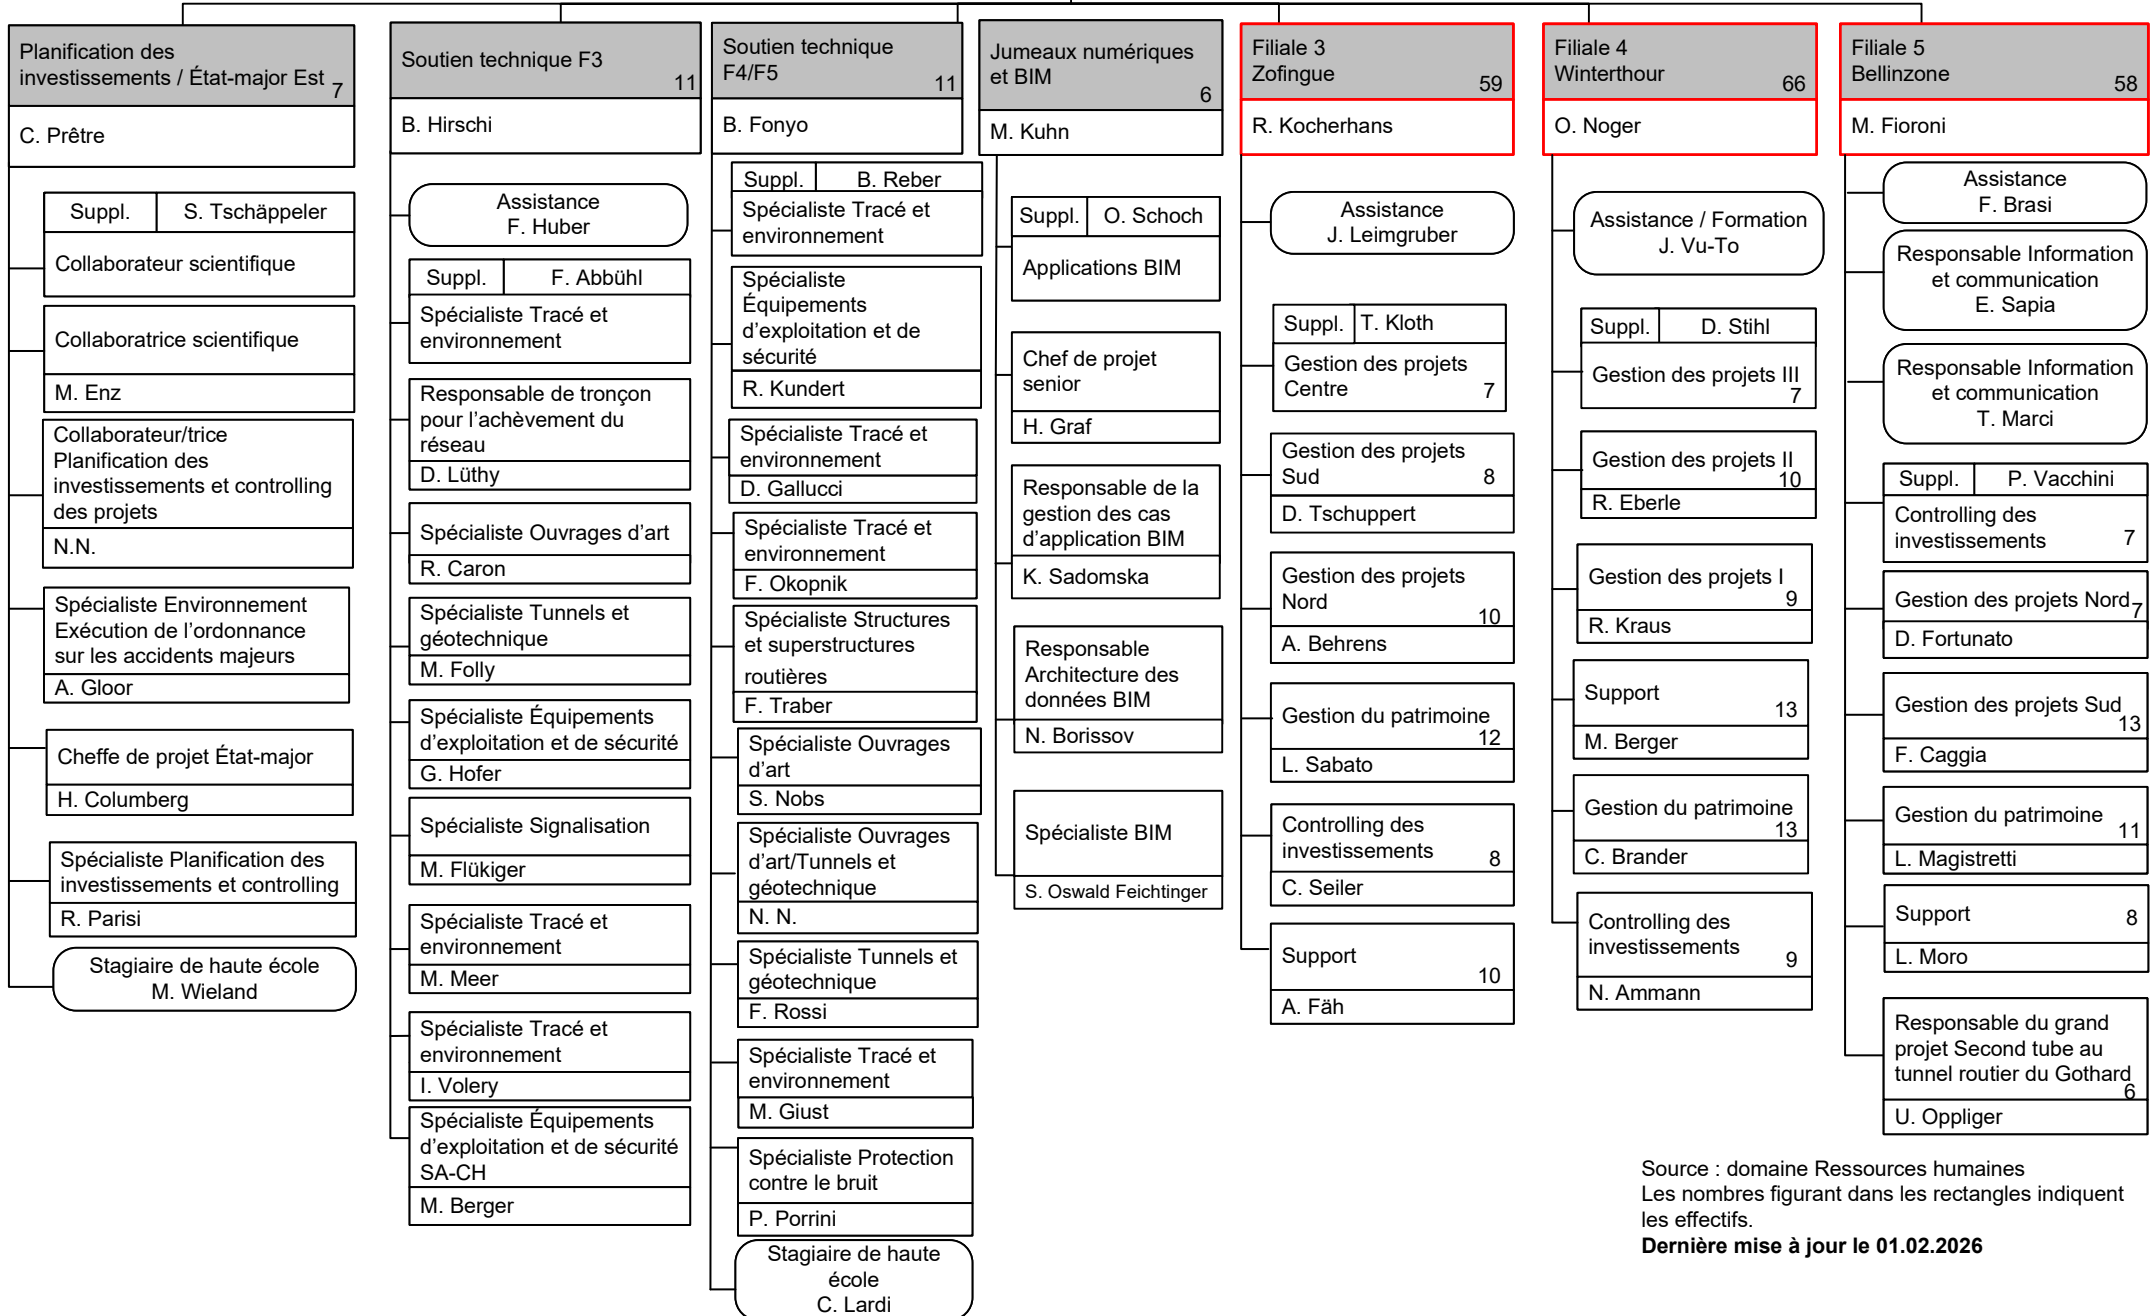 Planification des
investissements / État-major Est
7
C. Prêtre
Suppl.
S. Tschäppeler
Collaborateur scientifique
Collaboratrice scientifique
M. Enz
Collaborateur/trice
Planification des
investissements et controlling
des projets
N.N.
Spécialiste Environnement
Exécution de l'ordonnance
sur les accidents majeurs
A. Gloor
Cheffe de projet État-major
H. Columberg
Spécialiste Planification des
investissements et controlling
R. Parisi
Stagiaire de haute école
M. Wieland
Soutien technique F3
11
B. Hirschi
Assistance
F. Huber
Suppl.
F. Abbühl
Spécialiste Tracé et
environnement
Responsable de tronçon
pour l'achèvement du
réseau
D. Lüthy
Spécialiste Ouvrages d'art
R. Caron
Spécialiste Tunnels et
géotechnique
M. Folly
Spécialiste Équipements
d'exploitation et de sécurité
G. Hofer
Spécialiste Signalisation
M. Flükiger
Spécialiste Tracé et
environnement
M. Meer
Spécialiste Tracé et
environnement
I. Volery
Spécialiste Équipements
d'exploitation et de sécurité
SA-CH
M. Berger
Soutien technique
F4/F5
11
B. Fonyo
Suppl.
B. Reber
Spécialiste Tracé et
environnement
Spécialiste
Équipements
d'exploitation et de
sécurité
R. Kundert
Spécialiste Tracé et
environnement
D. Gallucci
Spécialiste Tracé et
environnement
F. Okopnik
Spécialiste Structures
et superstructures
routières
F. Traber
Spécialiste Ouvrages
d'art
S. Nobs
Spécialiste Ouvrages
d'art/Tunnels et
géotechnique
N. N.
Spécialiste Tunnels et
géotechnique
F. Rossi
Spécialiste Tracé et
environnement
M. Giust
Spécialiste Protection
contre le bruit
P. Porrini
Stagiaire de haute
école
C. Lardi
Jumeaux numériques
et BIM
6
M. Kuhn
Suppl.
O. Schoch
Applications BIM
Chef de projet
senior
H. Graf
Responsable de la
gestion des cas
d'application BIM
K. Sadomska
Responsable
Architecture des
données BIM
N. Borissov
Spécialiste BIM
S. Oswald Feichtinger
Filiale 3
Zofingue
59
R. Kocherhans
Assistance
J. Leimgruber
Suppl.
T. Kloth
Gestion des projets
Centre
7
Gestion des projets
Sud
8
D. Tschuppert
Gestion des projets
Nord
10
A. Behrens
Gestion du patrimoine
12
L. Sabato
Controlling des
investissements
8
C. Seiler
Support
10
A. Fäh
Filiale 4
Winterthour
66
O. Noger
Assistance / Formation
J. Vu-To
Suppl.
D. Stihl
Gestion des projets III
7
Gestion des projets II
10
R. Eberle
Gestion des projets I
9
R. Kraus
Support
13
M. Berger
Gestion du patrimoine
13
C. Brander
Controlling des
investissements
9
N. Ammann
Filiale 5
Bellinzone
58
M. Fioroni
Assistance
F. Brasi
Responsable Information
et communication
E. Sapia
Responsable Information
et communication
T. Marci
Suppl.
P. Vacchini
Controlling des
investissements
7
Gestion des projets Nord
7
D. Fortunato
Gestion des projets Sud
13
F. Caggia
Gestion du patrimoine
11
L. Magistretti
Support
8
L. Moro
Responsable du grand
projet Second tube au
tunnel routier du Gothard
6
U. Oppliger
Source : domaine Ressources humaines
Les nombres figurant dans les rectangles indiquent
les effectifs.
Dernière mise à jour le 01.02.2026